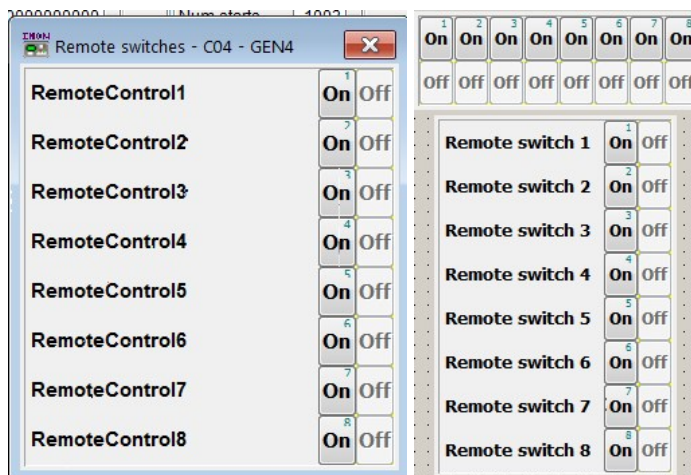 Num starts 1002
IMON
Remote switches - C04 - GEN4
RemoteControl1 1 On Off
RemoteControl2 2 On Off
RemoteControl3 3 On Off
RemoteControl4 4 On Off
RemoteControl5 5 On Off
RemoteControl6 6 On Off
RemoteControl7 7 On Off
RemoteControl8 8 On Off
1 2 3 4 5 6 7 8
On On On On On On On On
Off Off Off Off Off Off Off Off
Remote switch 1 1 On Off
Remote switch 2 2 On Off
Remote switch 3 3 On Off
Remote switch 4 4 On Off
Remote switch 5 5 On Off
Remote switch 6 6 On Off
Remote switch 7 7 On Off
Remote switch 8 8 On Off